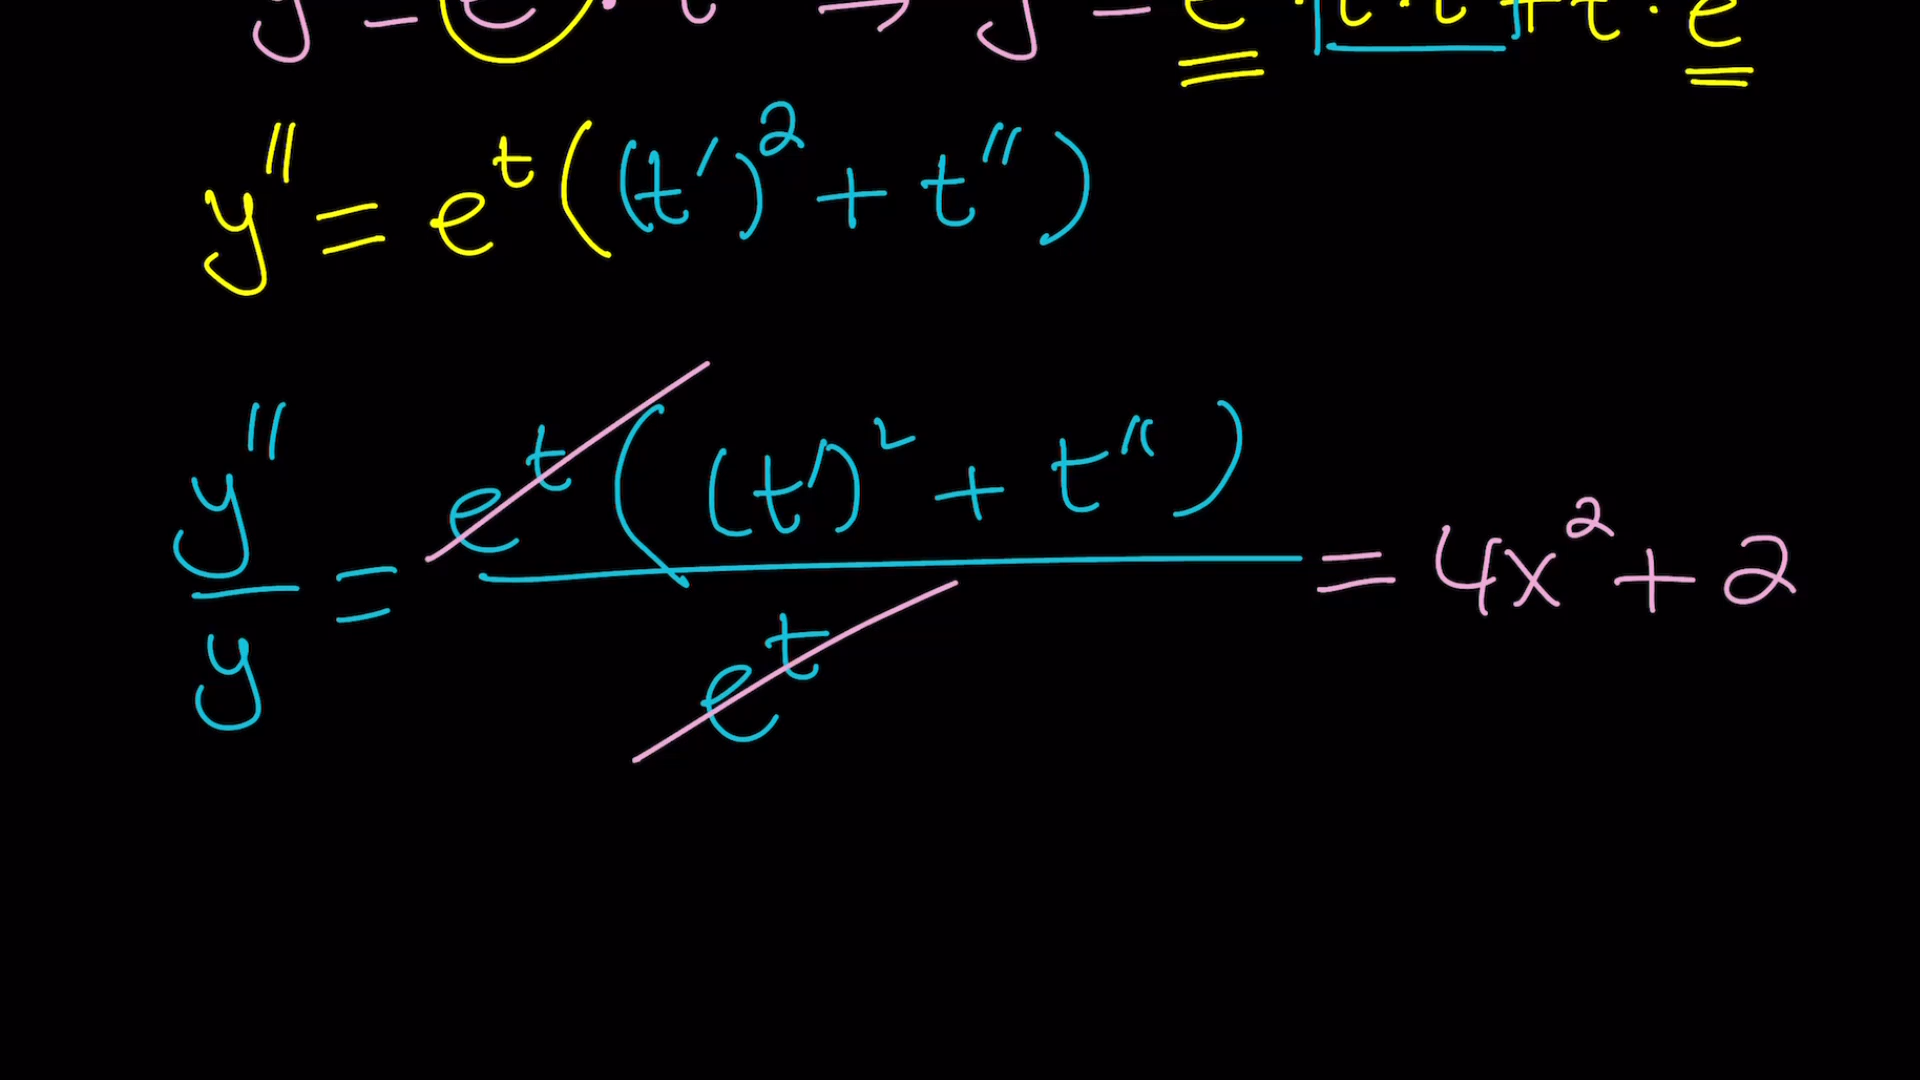 y = e · t → y = e · t · t + t · e
y'' = e^t((t')^2 + t'')
y''/y = e^t((t')^2 + t'')/e^t = 4x^2 + 2